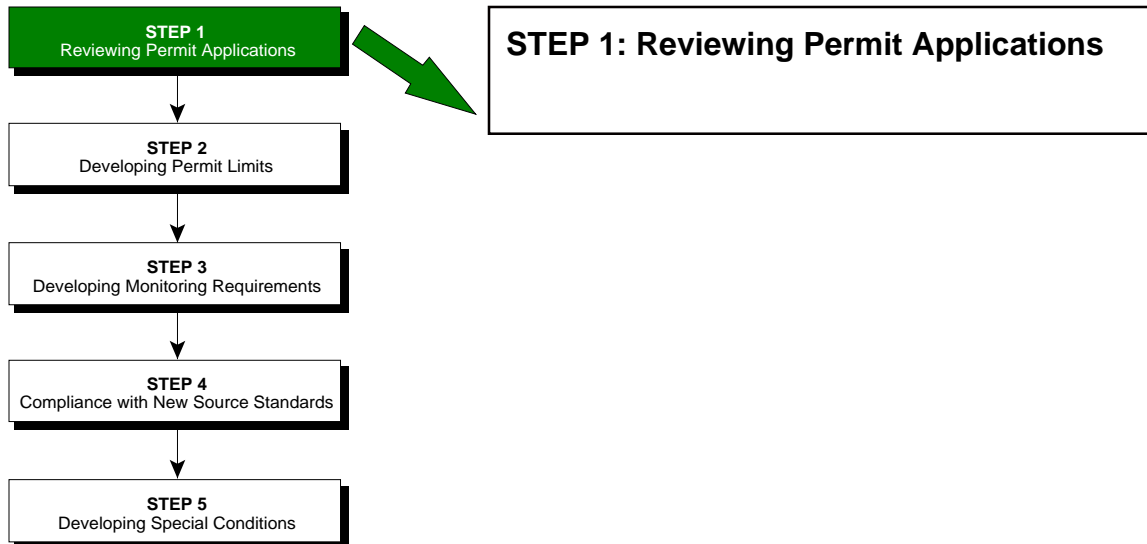 STEP 1
Reviewing Permit Applications
STEP 1: Reviewing Permit Applications
STEP 2
Developing Permit Limits
STEP 3
Developing Monitoring Requirements
STEP 4
Compliance with New Source Standards
STEP 5
Developing Special Conditions